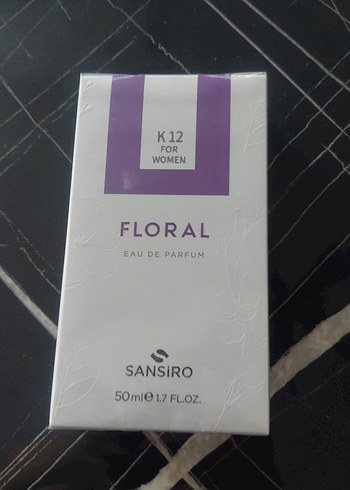 K 12
FOR
WOMEN
FLORAL
EAU DE PARFUM
SANSiRO
50ml℮ 1.7 FL.OZ.